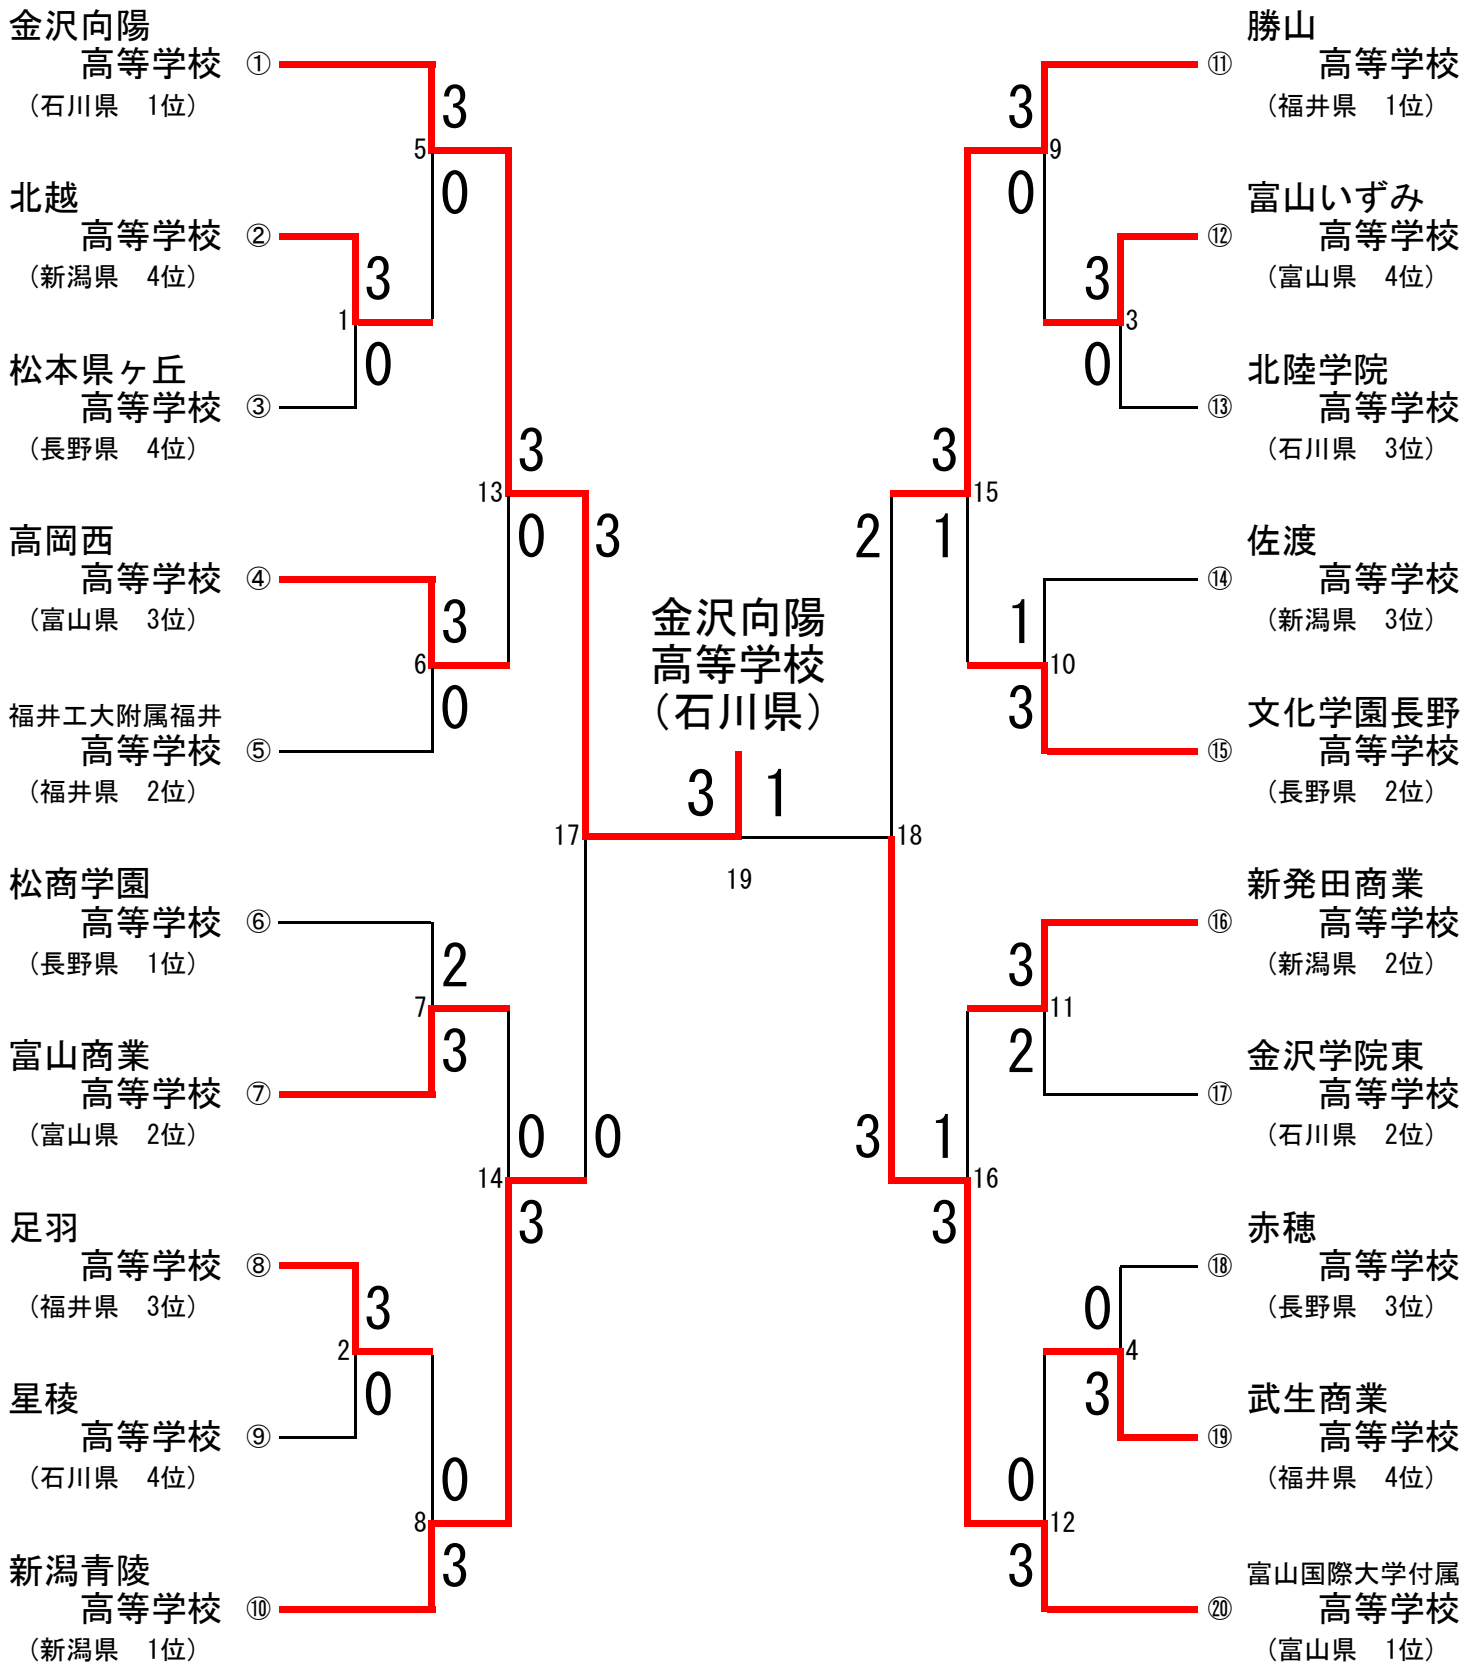 金沢向陽
高等学校 ①
（石川県　1位）
北越
高等学校 ②
（新潟県　4位）
松本県ヶ丘
高等学校 ③
（長野県　4位）
高岡西
高等学校 ④
（富山県　3位）
福井工大附属福井
高等学校 ⑤
（福井県　2位）
松商学園
高等学校 ⑥
（長野県　1位）
富山商業
高等学校 ⑦
（富山県　2位）
足羽
高等学校 ⑧
（福井県　3位）
星稜
高等学校 ⑨
（石川県　4位）
新潟青陵
高等学校 ⑩
（新潟県　1位）
3
5
0
3
1
0
3
13
0
3
3
6
0
17
2
7
3
0
0
14
3
3
2
0
0
8
3
金沢向陽
高等学校
（石川県）
3 1
19
3
9
0
3
3
0
3
15
2
1
1
10
3
18
3
11
2
3
1
16
3
0
4
3
0
12
3
勝山
⑪ 高等学校
（福井県　1位）
富山いずみ
⑫ 高等学校
（富山県　4位）
北陸学院
⑬ 高等学校
（石川県　3位）
佐渡
⑭ 高等学校
（新潟県　3位）
文化学園長野
⑮ 高等学校
（長野県　2位）
新発田商業
⑯ 高等学校
（新潟県　2位）
金沢学院東
⑰ 高等学校
（石川県　2位）
赤穂
⑱ 高等学校
（長野県　3位）
武生商業
⑲ 高等学校
（福井県　4位）
富山国際大学付属
⑳ 高等学校
（富山県　1位）